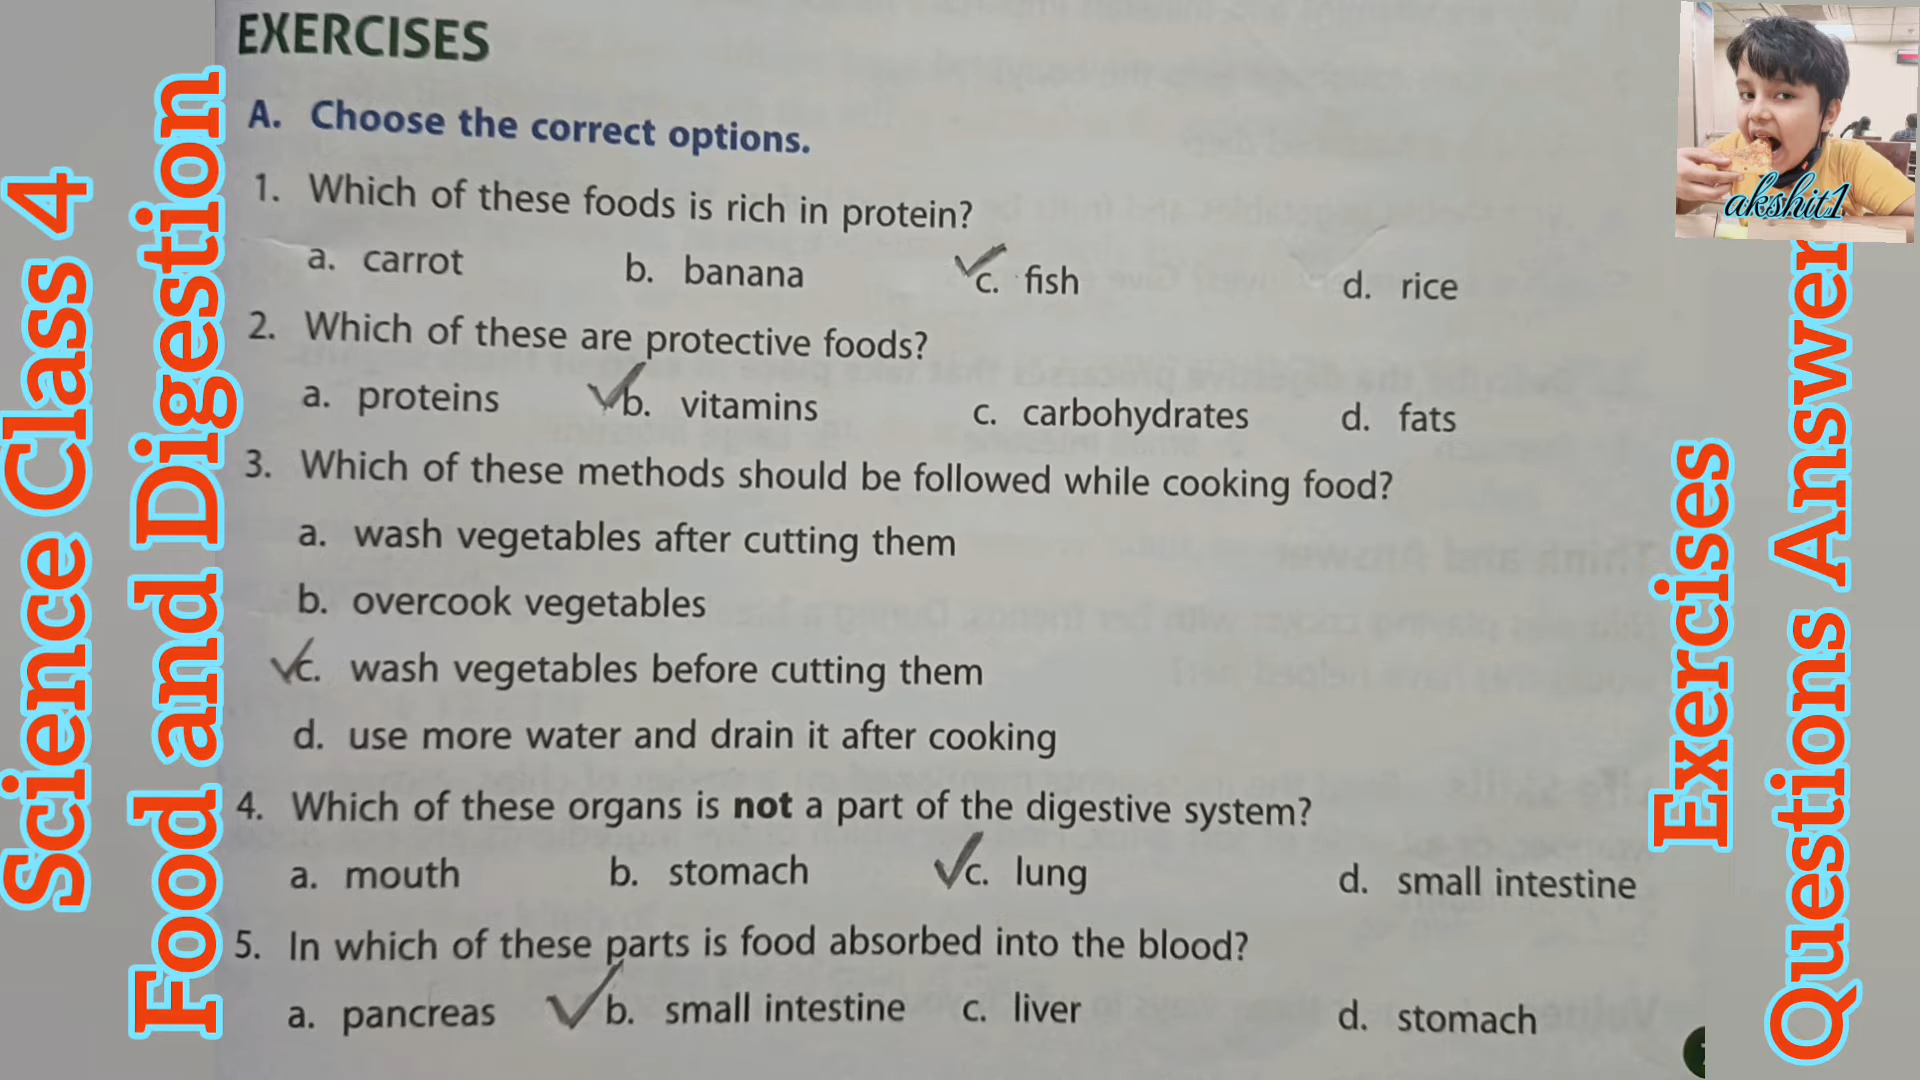 Science Class 4
Food and Digestion
EXERCISES
A. Choose the correct options.
1. Which of these foods is rich in protein?
a. carrot b. banana c. fish d. rice
2. Which of these are protective foods?
a. proteins b. vitamins c. carbohydrates d. fats
3. Which of these methods should be followed while cooking food?
a. wash vegetables after cutting them
b. overcook vegetables
c. wash vegetables before cutting them
d. use more water and drain it after cooking
4. Which of these organs is not a part of the digestive system?
a. mouth b. stomach c. lung d. small intestine
5. In which of these parts is food absorbed into the blood?
a. pancreas b. small intestine c. liver d. stomach
akshit1
Exercises
Questions Answer